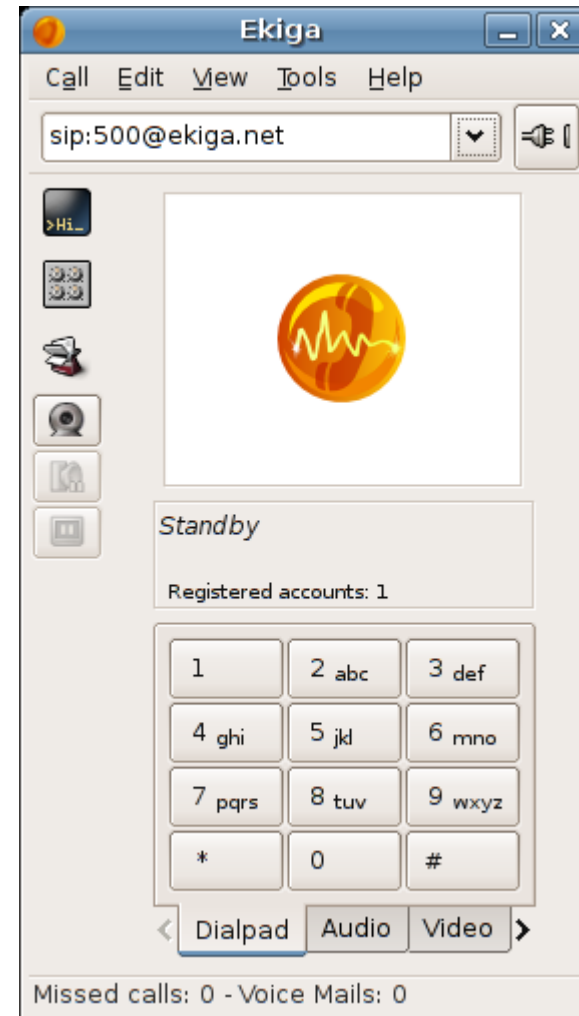 Ekiga
Call Edit View Tools Help
sip:500@ekiga.net
>Hi_
Standby
Registered accounts: 1
1 2 abc 3 def
4 ghi 5 jkl 6 mno
7 pqrs 8 tuv 9 wxyz
* 0 #
Dialpad Audio Video
Missed calls: 0 - Voice Mails: 0